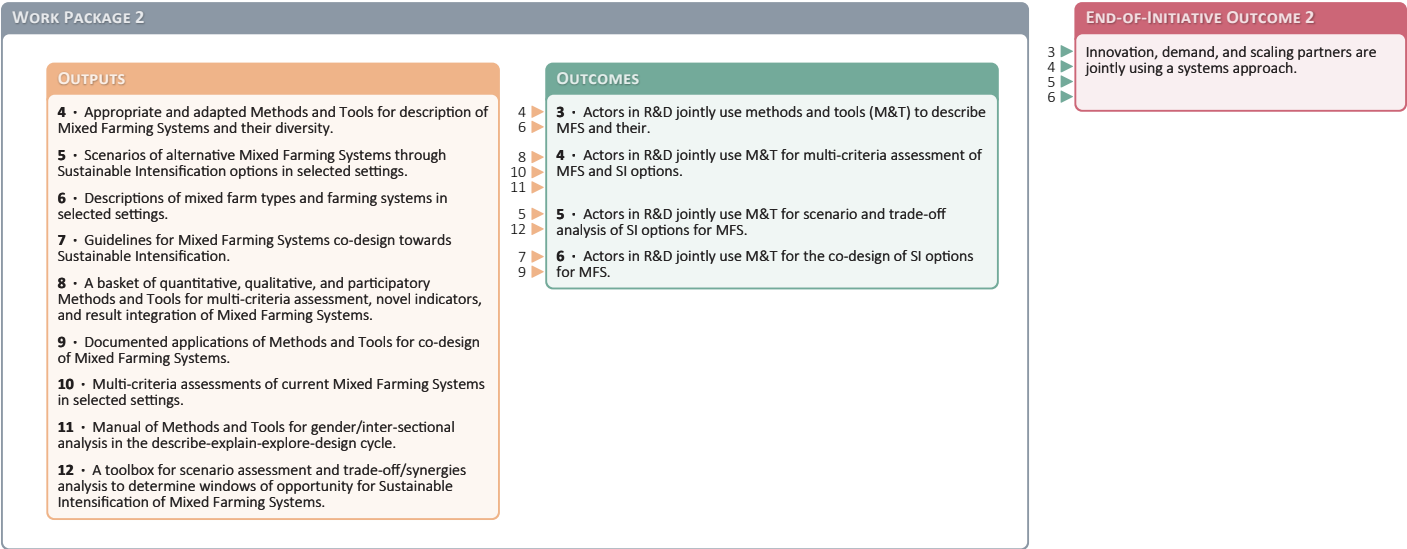 WORK PACKAGE 2
OUTPUTS
4 · Appropriate and adapted Methods and Tools for description of
Mixed Farming Systems and their diversity.
5 · Scenarios of alternative Mixed Farming Systems through
Sustainable Intensification options in selected settings.
6 · Descriptions of mixed farm types and farming systems in
selected settings.
7 · Guidelines for Mixed Farming Systems co-design towards
Sustainable Intensification.
8 · A basket of quantitative, qualitative, and participatory
Methods and Tools for multi-criteria assessment, novel indicators,
and result integration of Mixed Farming Systems.
9 · Documented applications of Methods and Tools for co-design
of Mixed Farming Systems.
10 · Multi-criteria assessments of current Mixed Farming Systems
in selected settings.
11 · Manual of Methods and Tools for gender/inter-sectional
analysis in the describe-explain-explore-design cycle.
12 · A toolbox for scenario assessment and trade-off/synergies
analysis to determine windows of opportunity for Sustainable
Intensification of Mixed Farming Systems.
OUTCOMES
4
6
3 · Actors in R&D jointly use methods and tools (M&T) to describe
MFS and their.
8
10
11
4 · Actors in R&D jointly use M&T for multi-criteria assessment of
MFS and SI options.
5
12
5 · Actors in R&D jointly use M&T for scenario and trade-off
analysis of SI options for MFS.
7
9
6 · Actors in R&D jointly use M&T for the co-design of SI options
for MFS.
END-OF-INITIATIVE OUTCOME 2
3
4
5
6
Innovation, demand, and scaling partners are
jointly using a systems approach.